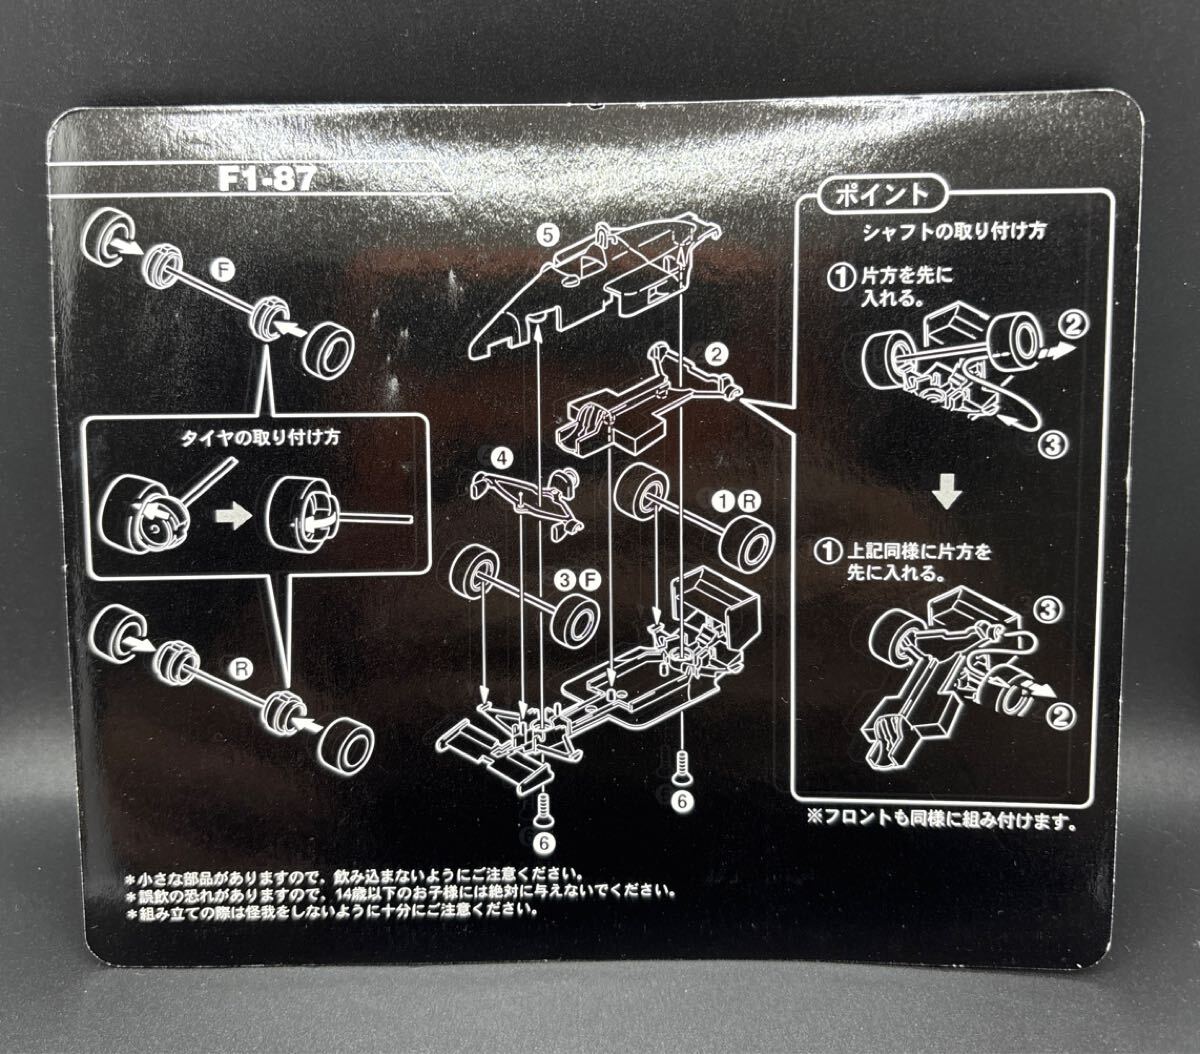 F1-87
F
タイヤの取り付け方
R
5
2
4
1 R
3 F
6
6
ポイント
シャフトの取り付け方
① 片方を先に
入れる。
②
③
① 上記同様に片方を
先に入れる。
③
②
※フロントも同様に組み付けます。
*小さな部品がありますので、飲み込まないようにご注意ください。
*誤飲の恐れがありますので、14歳以下のお子様には絶対に与えないでください。
*組み立ての際は怪我をしないように十分にご注意ください。